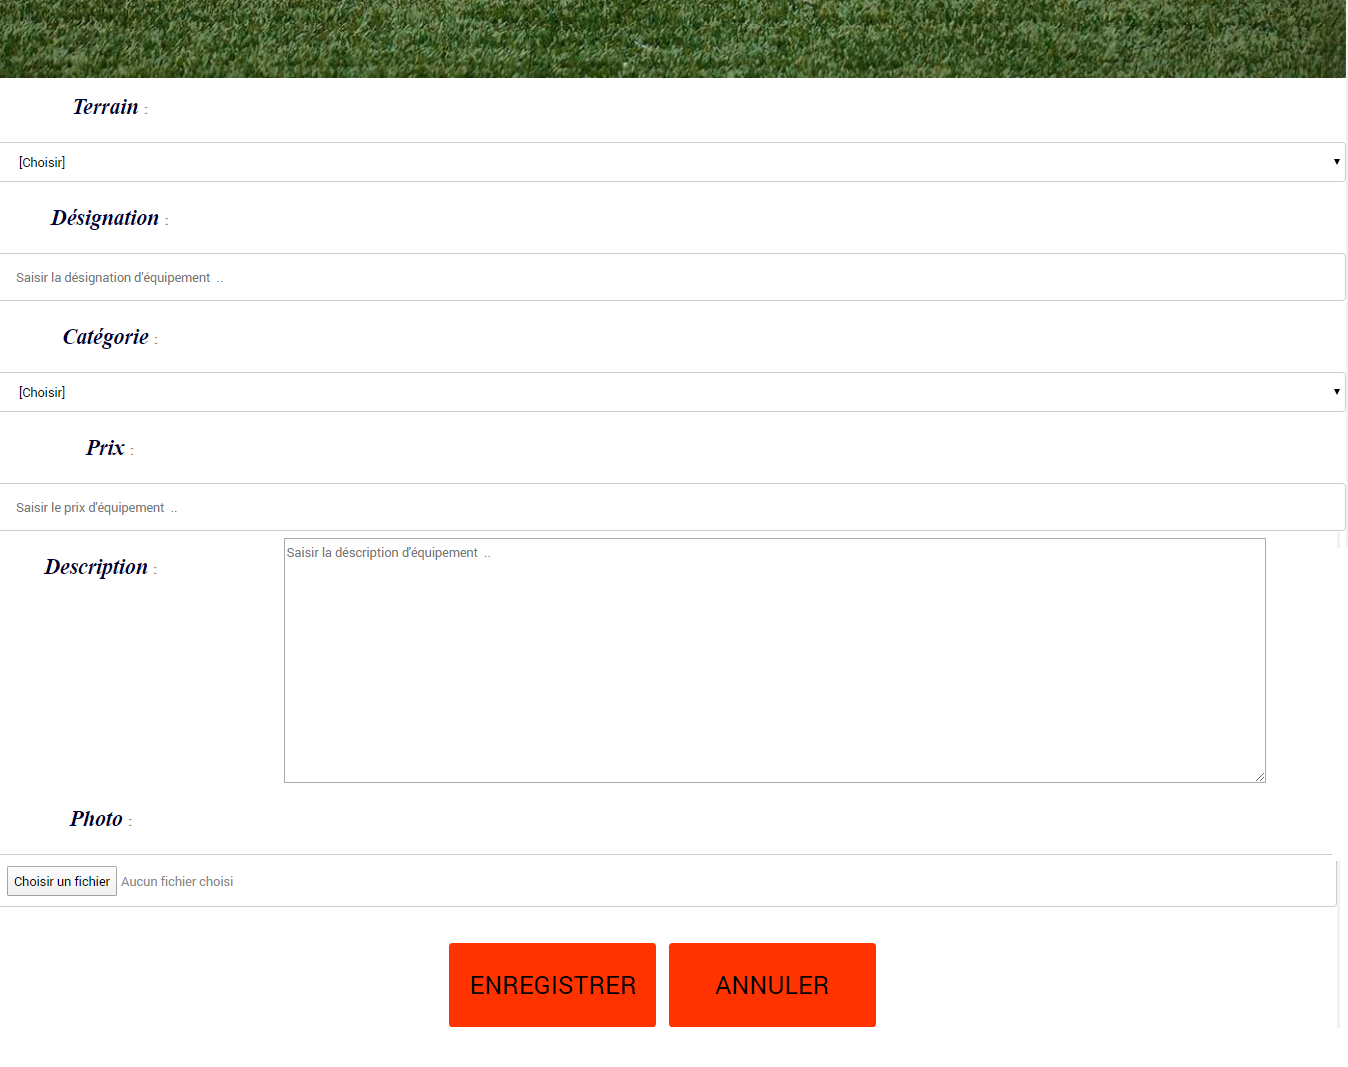 Terrain :
[Choisir]
Désignation :
Saisir la désignation d'équipement ..
Catégorie :
[Choisir]
Prix :
Saisir le prix d'équipement ..
Description :
Saisir la déscription d'équipement ..
Photo :
Choisir un fichier Aucun fichier choisi
ENREGISTRER ANNULER